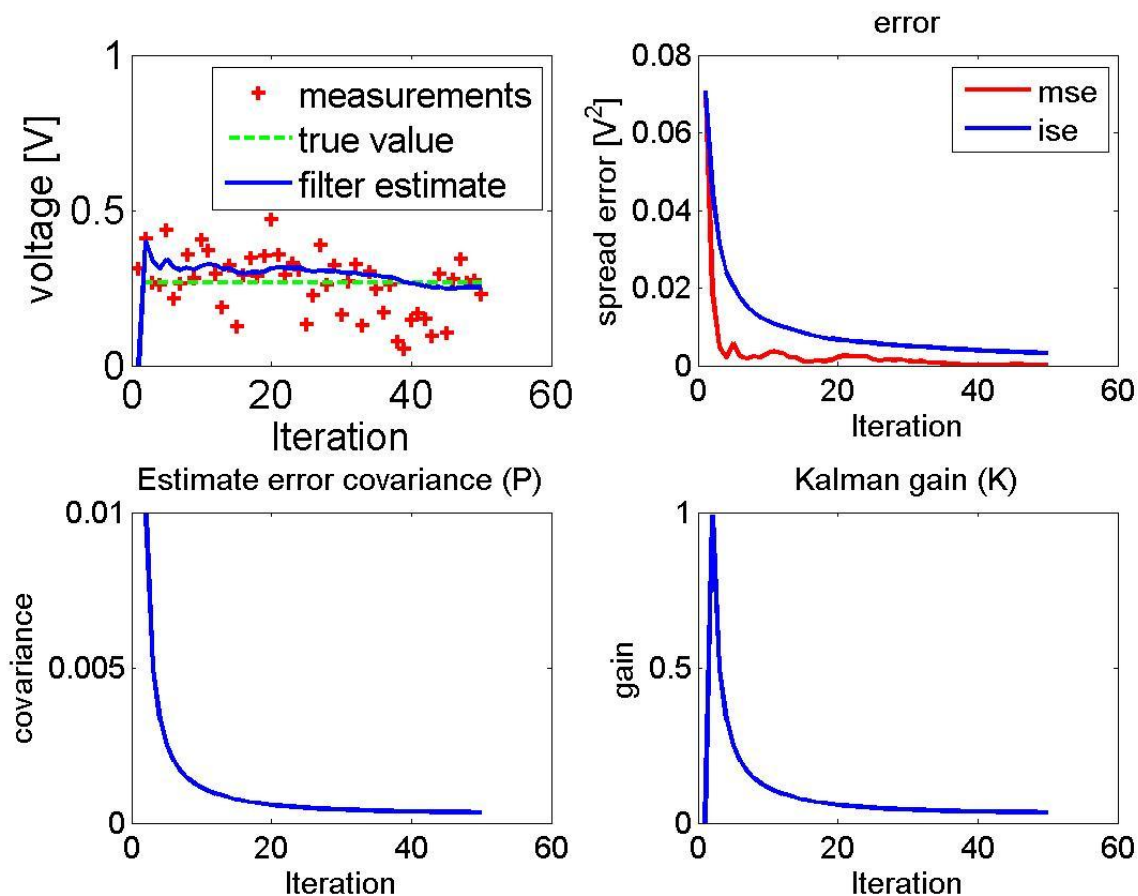 1
0.5
0
voltage [V]
measurements
true value
filter estimate
0 20 40 60
Iteration
error
0.08
0.06
0.04
0.02
0
spread error [V²]
mse
ise
0 20 40 60
Iteration
Estimate error covariance (P)
0.01
0.005
0
covariance
0 20 40 60
Iteration
Kalman gain (K)
1
0.5
0
gain
0 20 40 60
Iteration